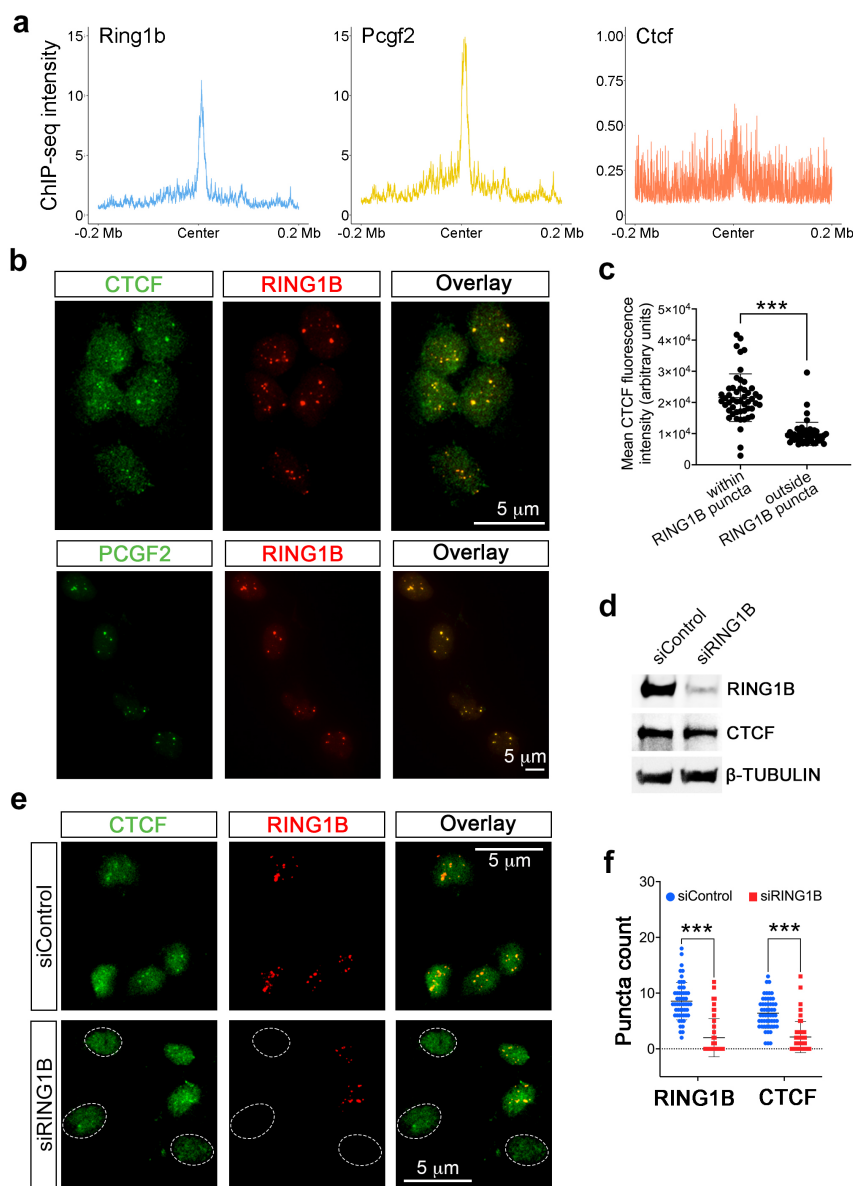 a
Ring1b
Pcgf2
Ctcf
ChIP-seq intensity
15
10
5
0
-0.2 Mb
Center
0.2 Mb
15
10
5
0
-0.2 Mb
Center
0.2 Mb
1.00
0.75
0.50
0.25
0
-0.2 Mb
Center
0.2 Mb
b
CTCF
RING1B
Overlay
5 μm
PCGF2
RING1B
Overlay
5 μm
c
Mean CTCF fluorescence
intensity (arbitrary units)
5×10⁴
4×10⁴
3×10⁴
2×10⁴
1×10⁴
0
***
within
RING1B puncta
outside
RING1B puncta
d
siControl
siRING1B
RING1B
CTCF
β-TUBULIN
e
CTCF
RING1B
Overlay
siControl
5 μm
siRING1B
5 μm
f
Puncta count
30
20
10
0
siControl
siRING1B
***
***
RING1B
CTCF